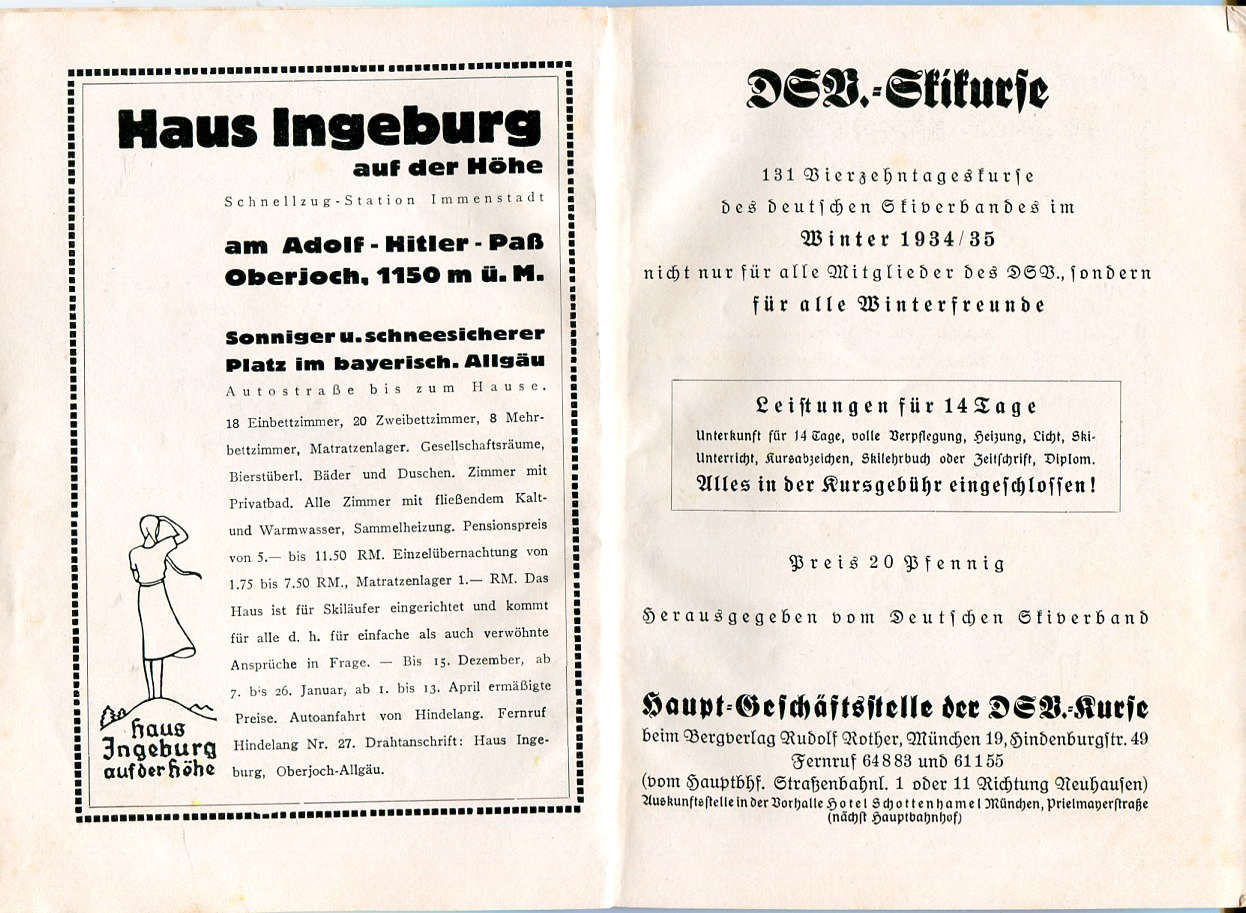 Haus Ingeburg
auf der Höhe
Schnellzug-Station Immenstadt
am Adolf-Hitler-Paß
Oberjoch, 1150 m ü. M.
Sonniger u. schneesicherer
Platz im bayerisch. Allgäu
Autostraße bis zum Hause.
18 Einbettzimmer, 20 Zweibettzimmer, 8 Mehr-
bettzimmer, Matratzenlager. Gesellschaftsräume,
Bierstüberl. Bäder und Duschen. Zimmer mit
Privatbad. Alle Zimmer mit fließendem Kalt-
und Warmwasser, Sammelheizung. Pensionspreis
von 5.— bis 11.50 RM. Einzelübernachtung von
1.75 bis 7.50 RM., Matratzenlager 1.— RM. Das
Haus ist für Skiläufer eingerichtet und kommt
für alle d. h. für einfache als auch verwöhnte
Ansprüche in Frage. — Bis 15. Dezember, ab
7. bis 26. Januar, ab 1. bis 13. April ermäßigte
Preise. Autoanfahrt von Hindelang. Fernruf
Hindelang Nr. 27. Drahtanschrift: Haus Inge-
burg, Oberjoch-Allgäu.
haus
Ingeburg
auf der höhe
DSV.-Skikurse
131 Vierzehntageskurse
des deutschen Skiverbandes im
Winter 1934/35
nicht nur für alle Mitglieder des DSV., sondern
für alle Winterfreunde
Leistungen für 14 Tage
Unterkunft für 14 Tage, volle Verpflegung, Heizung, Licht, Ski-
Unterricht, Kursabzeichen, Skilehrbuch oder Zeitschrift, Diplom.
Alles in der Kursgebühr eingeschlossen!
Preis 20 Pfennig
Herausgegeben vom Deutschen Skiverband
Haupt-Geschäftsstelle der DSV.-Kurse
beim Bergverlag Rudolf Rother, München 19, Hindenburgstr. 49
Fernruf 64883 und 61155
(vom Hauptbhf. Straßenbahnl. 1 oder 11 Richtung Neuhausen)
Auskunftsstelle in der Vorhalle Hotel Schottenhamel München, Prielmayerstraße
(nächst Hauptbahnhof)